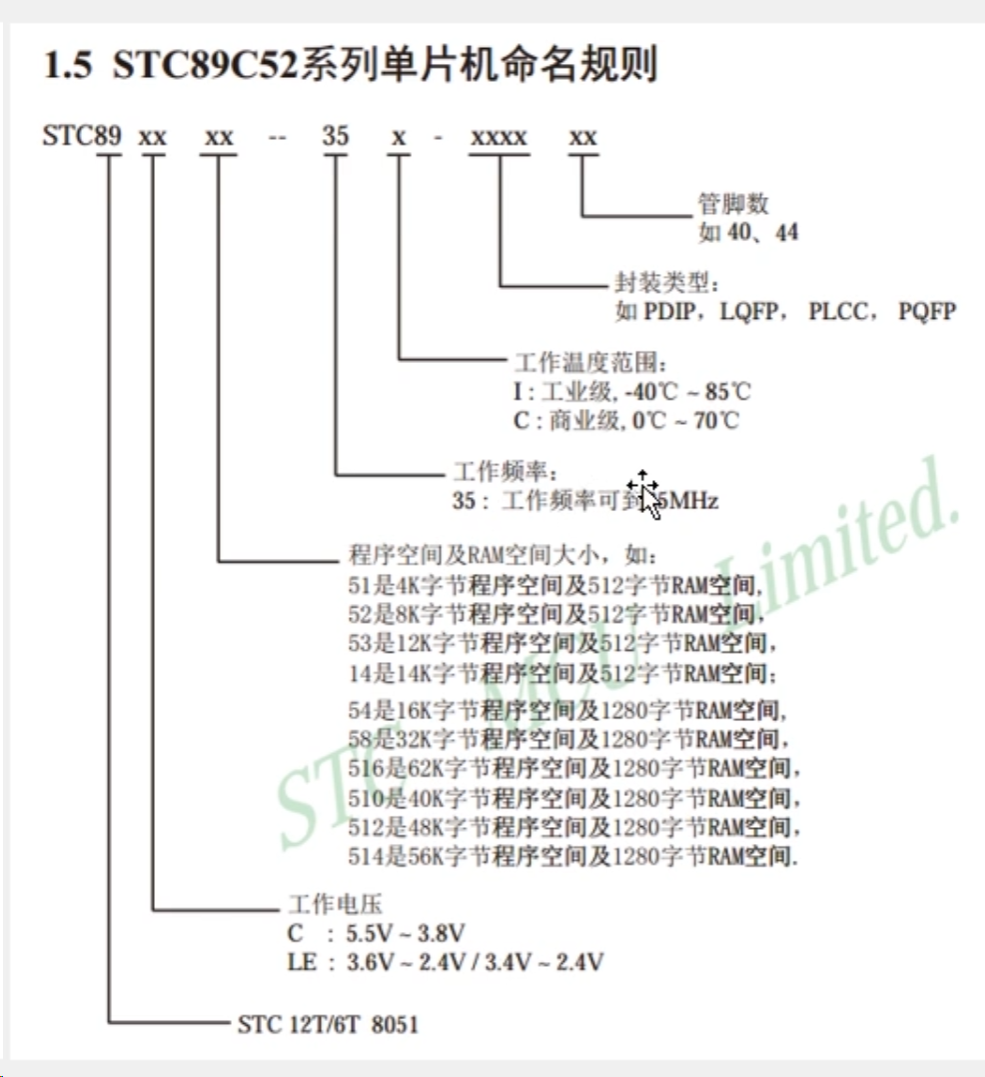 1.5 STC89C52系列单片机命名规则
STC89 xx xx -- 35 x - xxxx xx
管脚数
如 40、44
封装类型:
如 PDIP, LQFP, PLCC, PQFP
工作温度范围:
I : 工业级, -40℃ ~ 85℃
C : 商业级, 0℃ ~ 70℃
工作频率:
35 : 工作频率可到 5MHz
程序空间及RAM空间大小, 如:
51是4K字节程序空间及512字节RAM空间,
52是8K字节程序空间及512字节RAM空间,
53是12K字节程序空间及512字节RAM空间,
14是14K字节程序空间及512字节RAM空间;
54是16K字节程序空间及1280字节RAM空间,
58是32K字节程序空间及1280字节RAM空间,
516是62K字节程序空间及1280字节RAM空间,
510是40K字节程序空间及1280字节RAM空间,
512是48K字节程序空间及1280字节RAM空间,
514是56K字节程序空间及1280字节RAM空间.
工作电压
C : 5.5V ~ 3.8V
LE : 3.6V ~ 2.4V / 3.4V ~ 2.4V
STC 12T/6T 8051
STC MCU Limited.